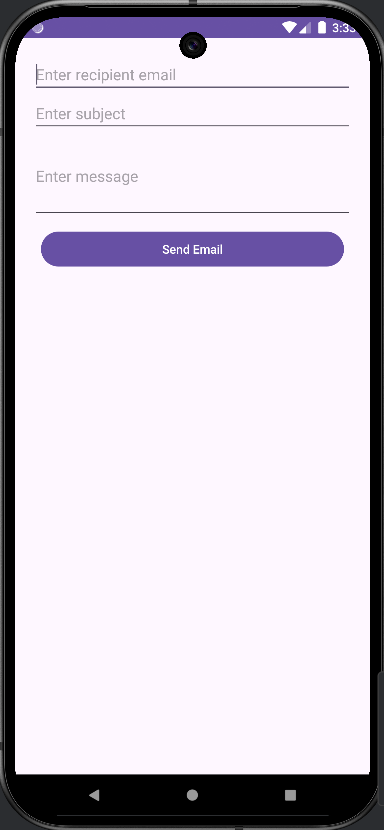 Enter recipient email
Enter subject
Enter message
Send Email